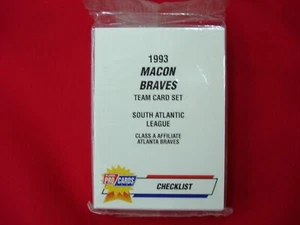 1993
MACON
BRAVES
TEAM CARD SET
SOUTH ATLANTIC
LEAGUE
CLASS A AFFILIATE
ATLANTA BRAVES
PRO CARDS
CHECKLIST